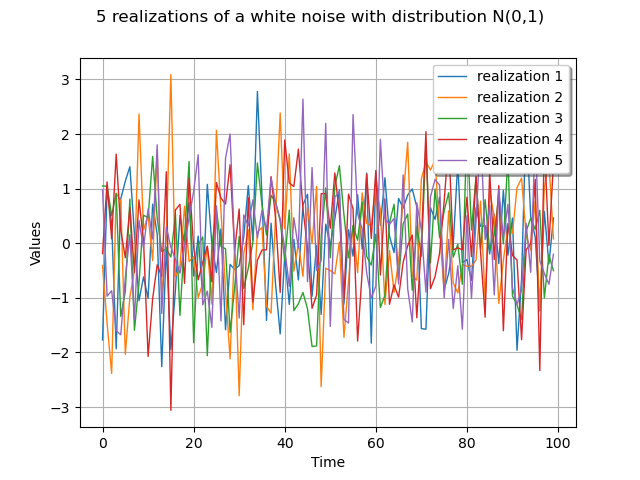 5 realizations of a white noise with distribution N(0,1)
realization 1
realization 2
realization 3
realization 4
realization 5
Values
3
2
1
0
−1
−2
−3
0 20 40 60 80 100
Time